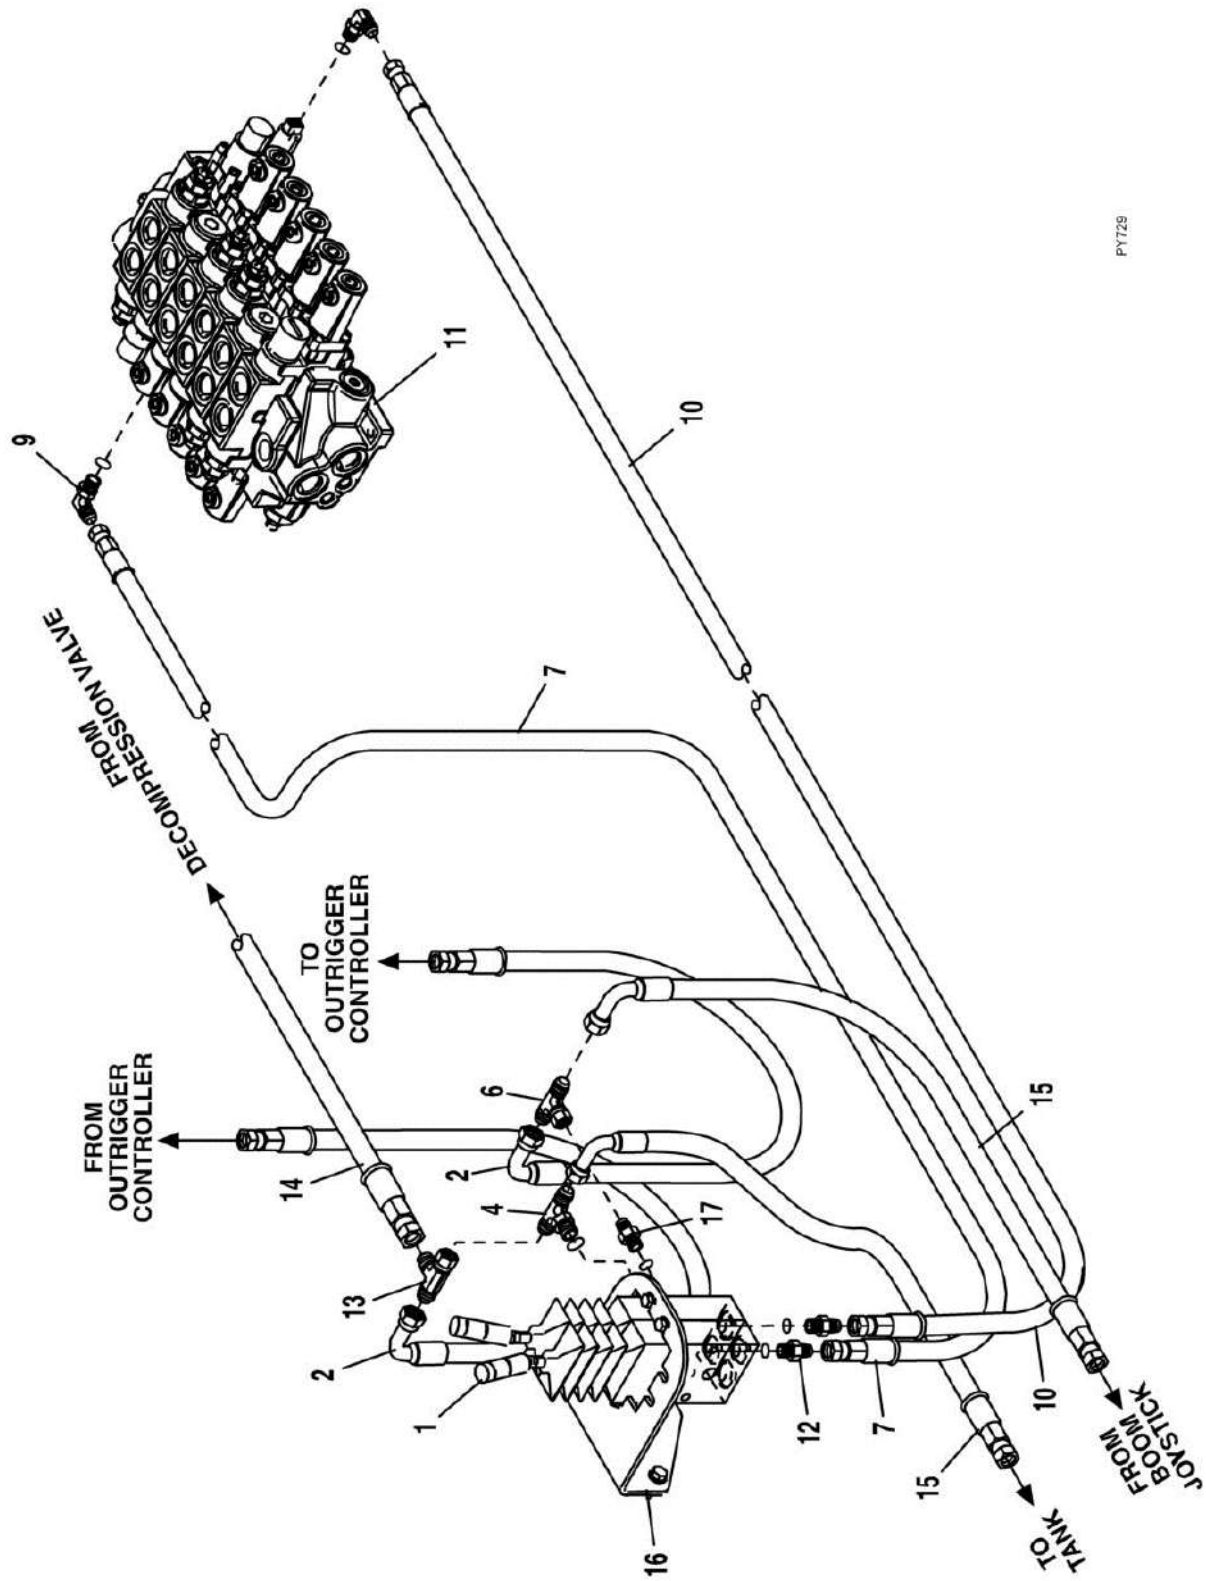 9
11
10
FROM
DECOMPRESSION VALVE
7
TO
OUTRIGGER
CONTROLLER
FROM
OUTRIGGER
CONTROLLER
6
14
2
4
17
15
13
2
1
12
7
10
15
16
FROM
BOOM
JOYSTICK
TO
TANK
PY729